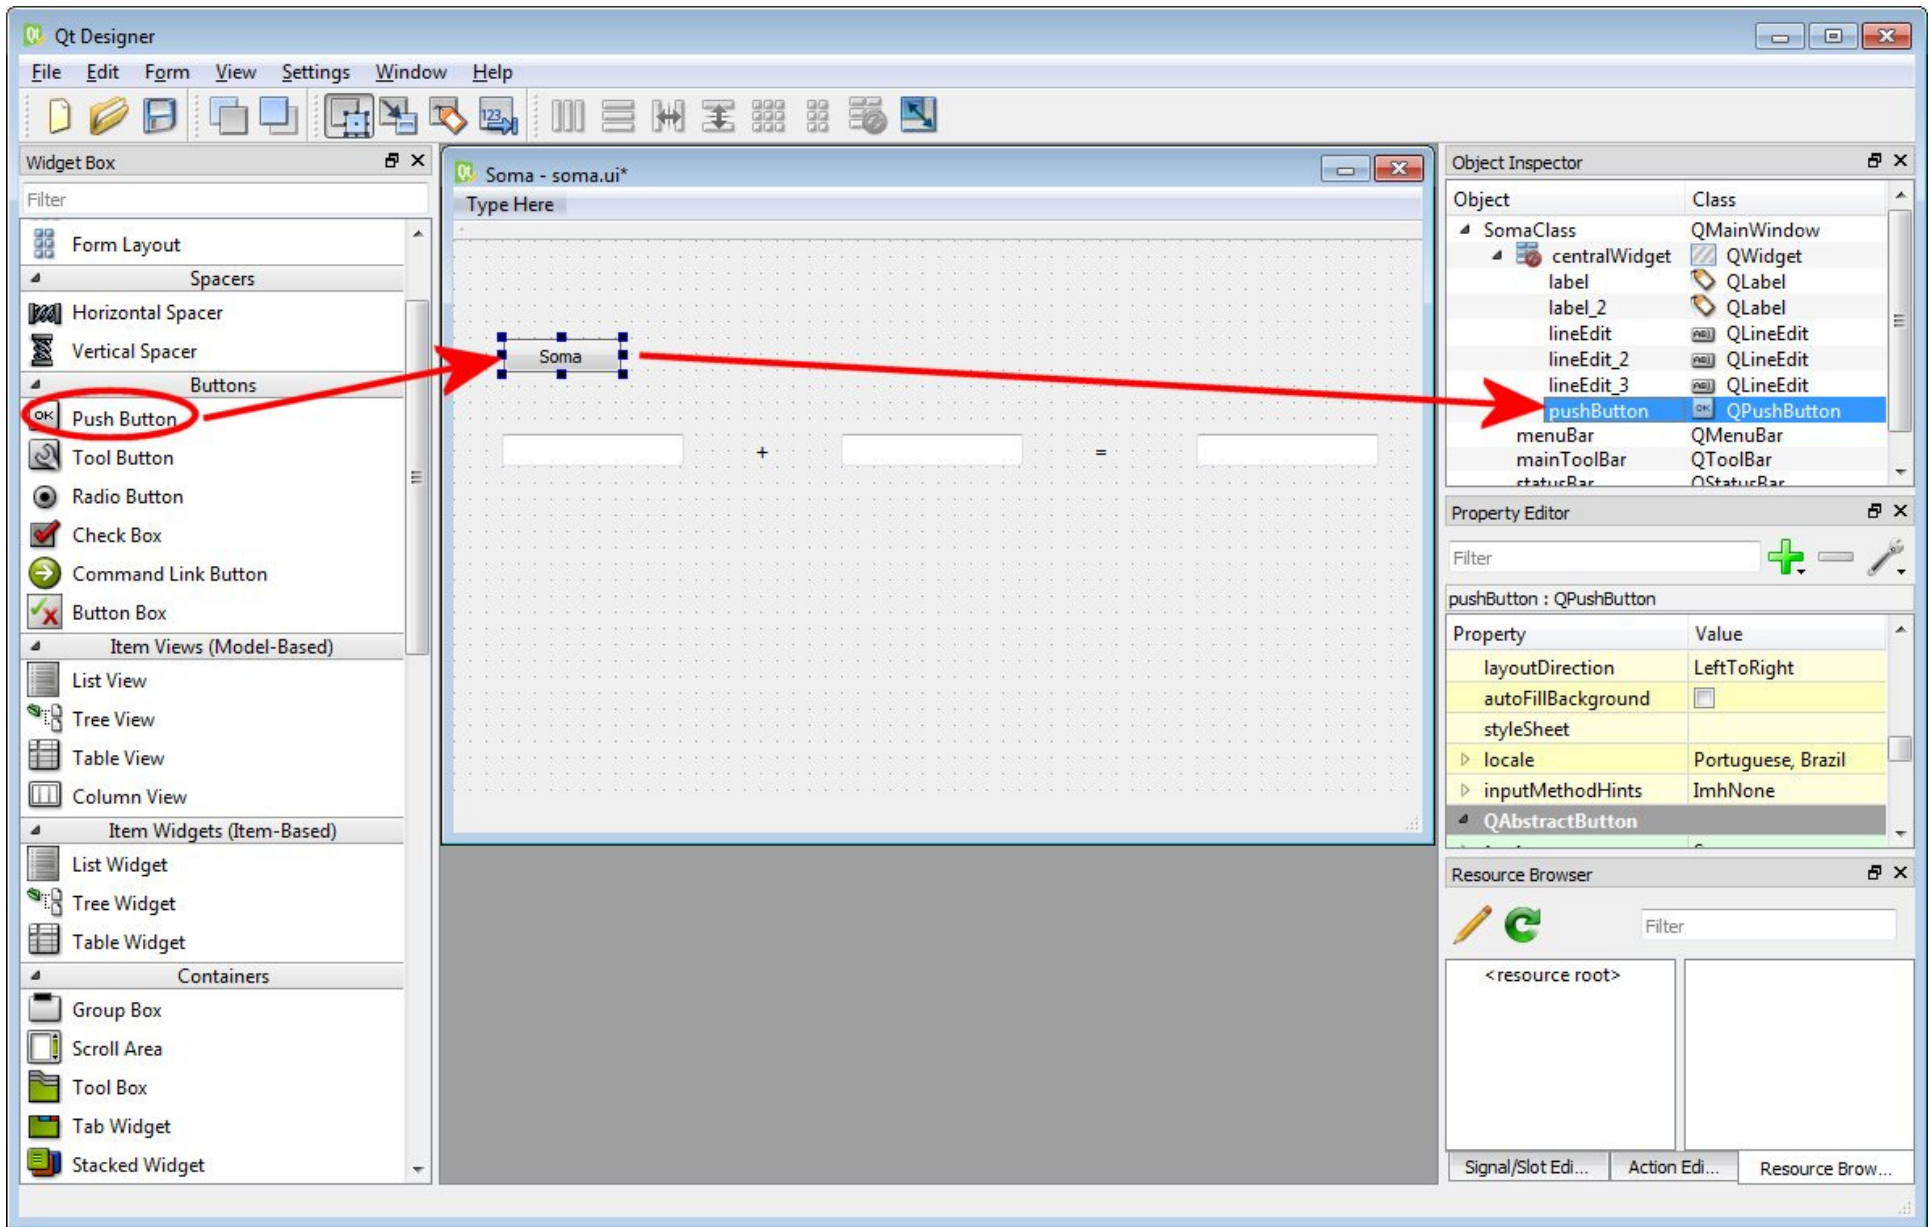 Qt Designer
File Edit Form View Settings Window Help
Widget Box
Filter
Form Layout
Spacers
Horizontal Spacer
Vertical Spacer
Buttons
OK Push Button
Tool Button
Radio Button
Check Box
Command Link Button
Button Box
Item Views (Model-Based)
List View
Tree View
Table View
Column View
Item Widgets (Item-Based)
List Widget
Tree Widget
Table Widget
Containers
Group Box
Scroll Area
Tool Box
Tab Widget
Stacked Widget
Soma - soma.ui*
Type Here
Soma
+ =
Object Inspector
Object Class
SomaClass QMainWindow
centralWidget QWidget
label QLabel
label_2 QLabel
lineEdit QLineEdit
lineEdit_2 QLineEdit
lineEdit_3 QLineEdit
pushButton QPushButton
menuBar QMenuBar
mainToolBar QToolBar
statusBar QStatusBar
Property Editor
Filter
pushButton : QPushButton
Property Value
layoutDirection LeftToRight
autoFillBackground
styleSheet
locale Portuguese, Brazil
inputMethodHints ImhNone
QAbstractButton
Resource Browser
Filter
<resource root>
Signal/Slot Edi... Action Edi... Resource Brow...